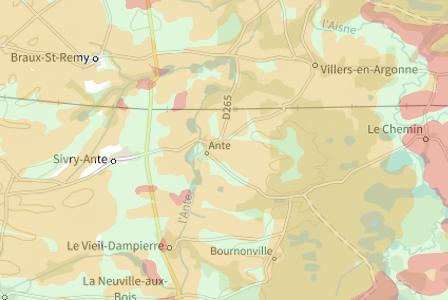 l'Aisne
Braux-St-Remy
Villers-en-Argonne
D265
Le Chemin
Ante
Sivry-Ante
l'Ante
Le Vieil-Dampierre
Bournonville
La Neuville-aux-
Bois